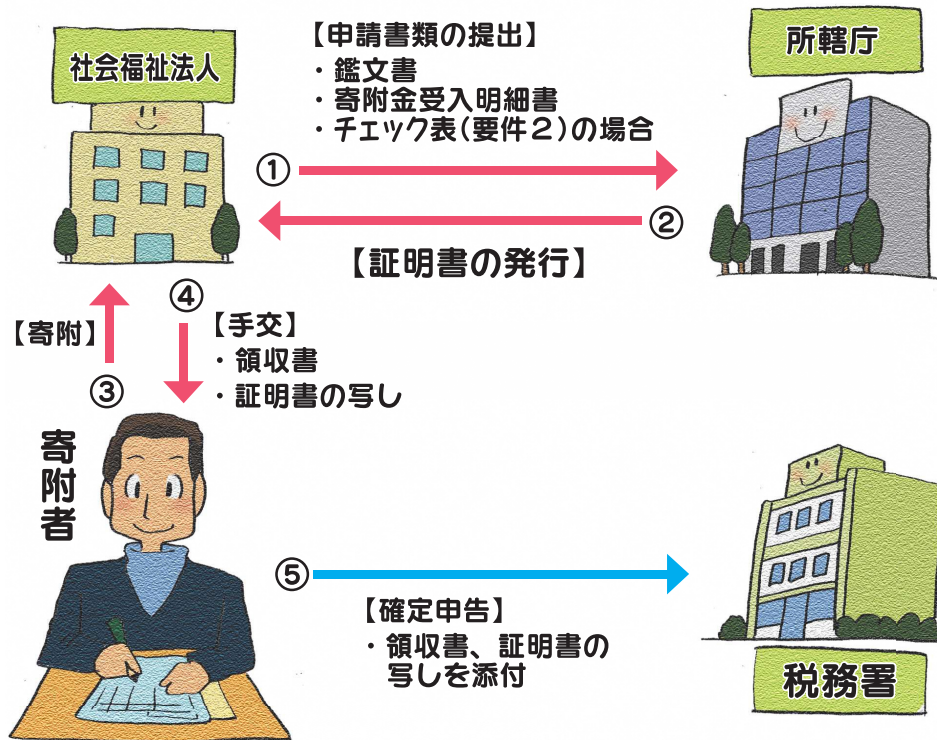 社会福祉法人
【申請書類の提出】
・鑑文書
・寄附金受入明細書
・チェック表(要件2)の場合
所轄庁
①
②
【証明書の発行】
④
【寄附】
【手交】
・領収書
・証明書の写し
③
寄附者
⑤
【確定申告】
・領収書、証明書の
写しを添付
税務署